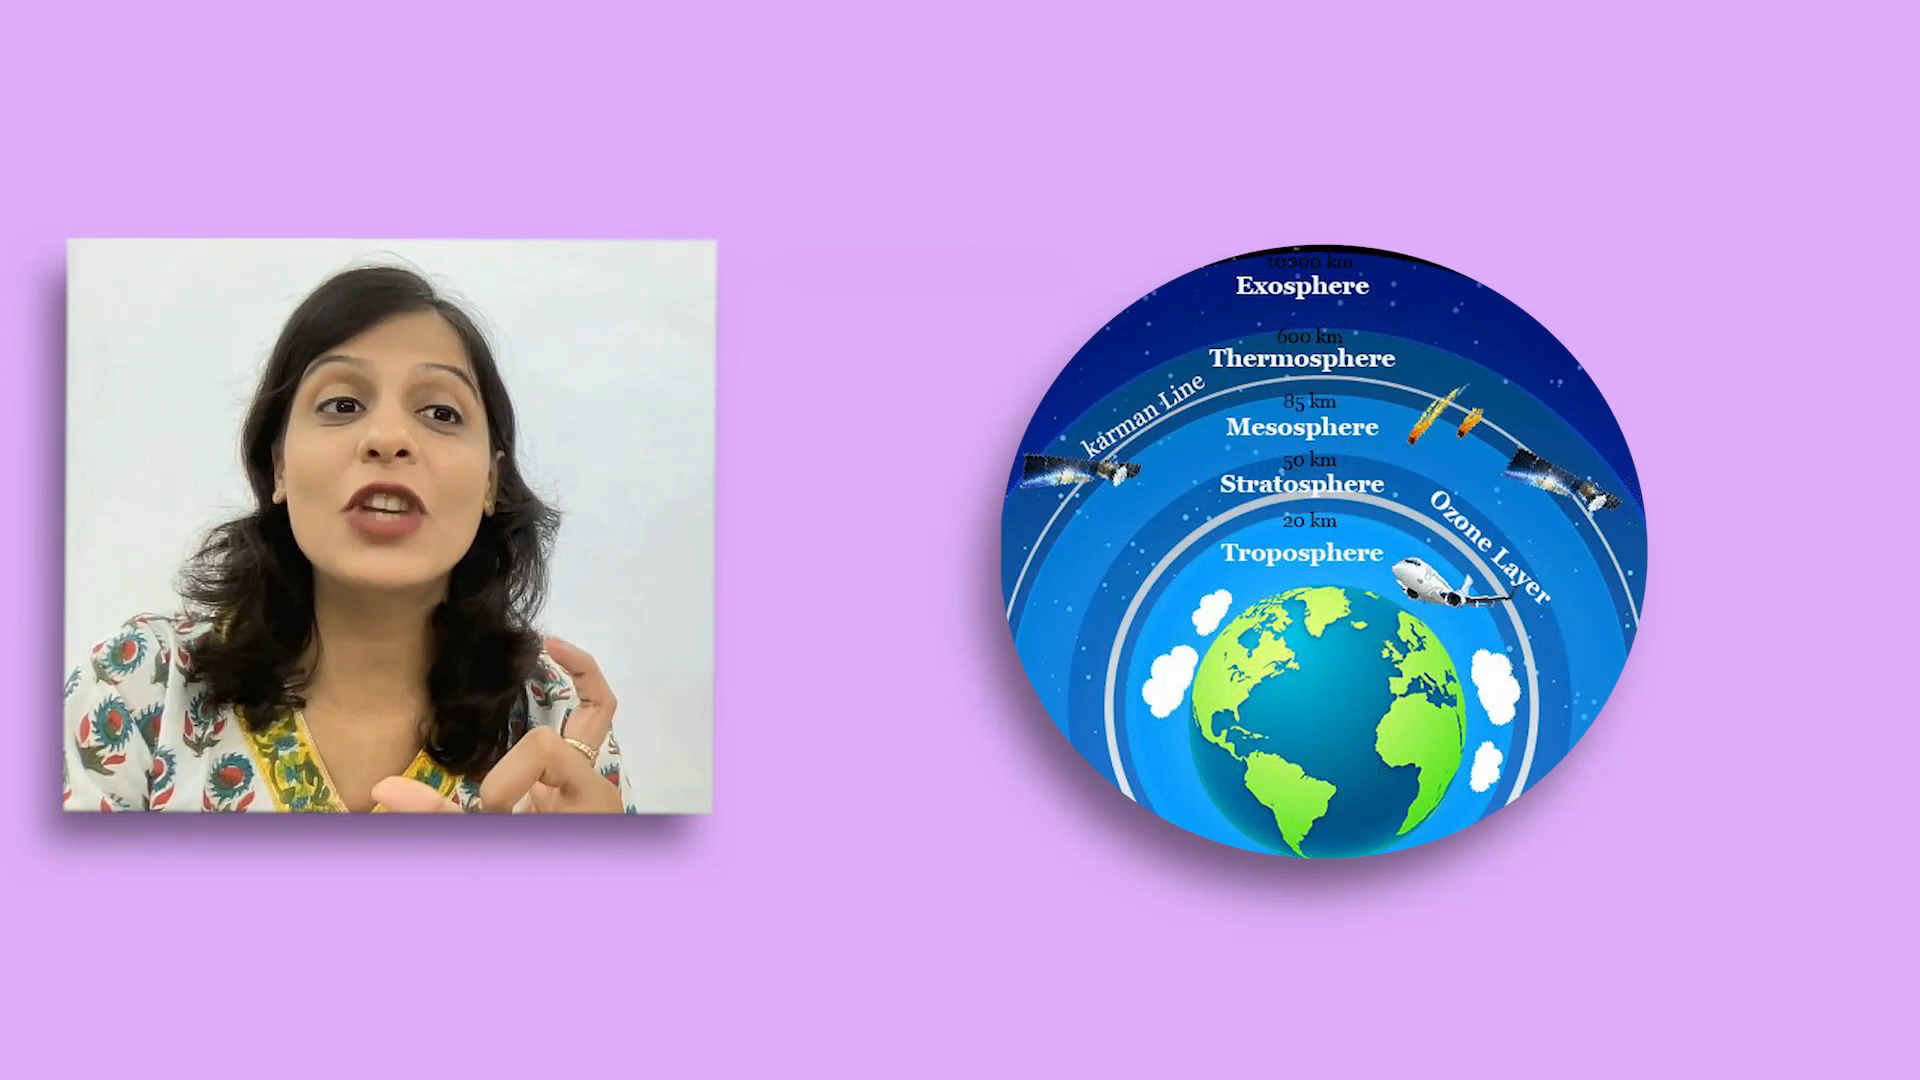 10000 km
Exosphere
600 km
Thermosphere
karman Line
85 km
Mesosphere
50 km
Stratosphere
20 km
Ozone Layer
Troposphere